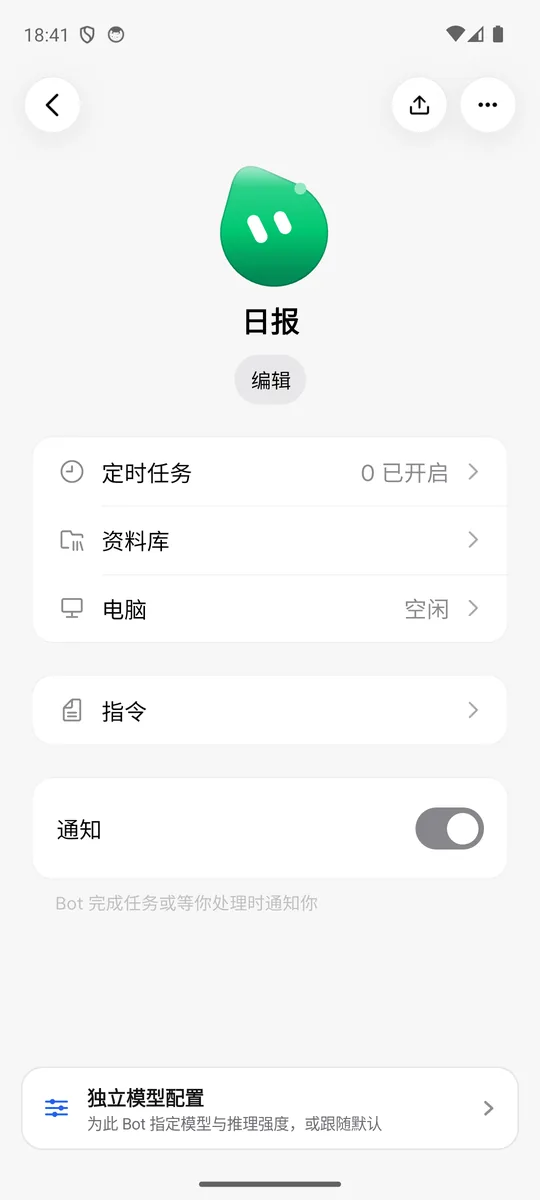 18:41
日报
编辑
定时任务 0 已开启
资料库
电脑 空闲
指令
通知
Bot 完成任务或等你处理时通知你
独立模型配置
为此 Bot 指定模型与推理强度，或跟随默认